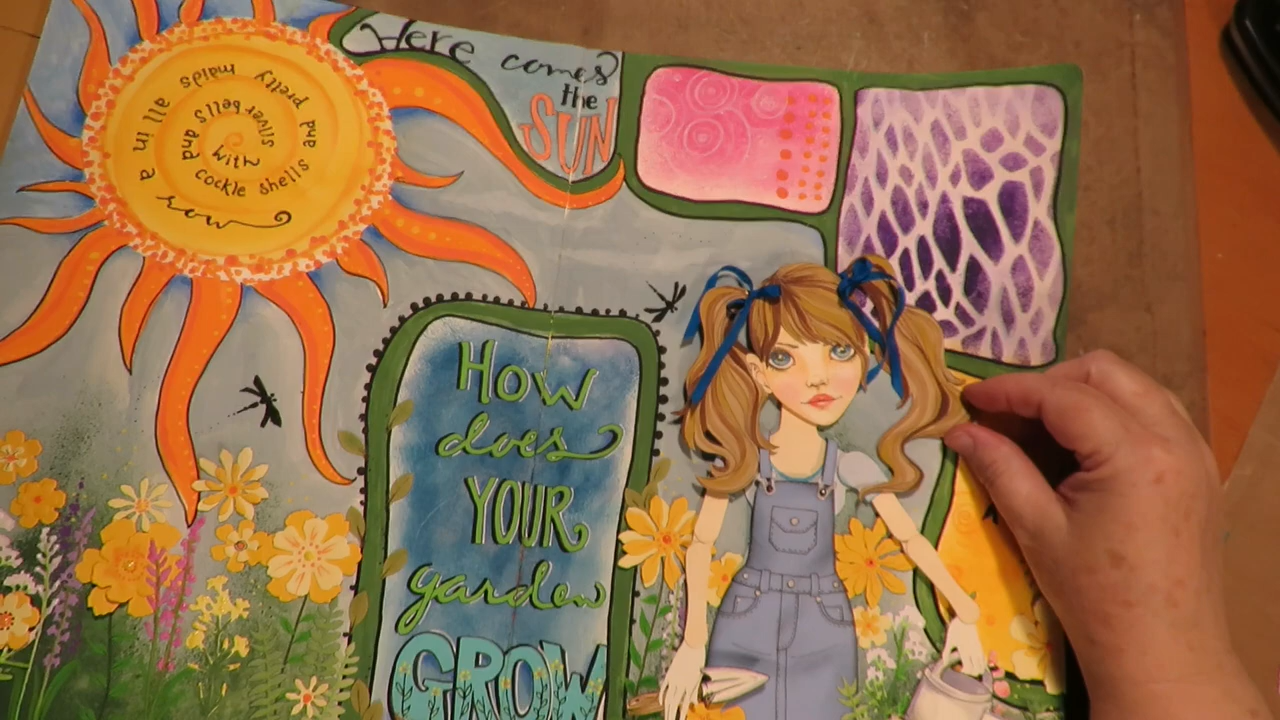 with
silver bells and
cockle shells
and
pretty maids all in a
row
Here comes
the
SUN
How
does
YOUR
garden
GROW